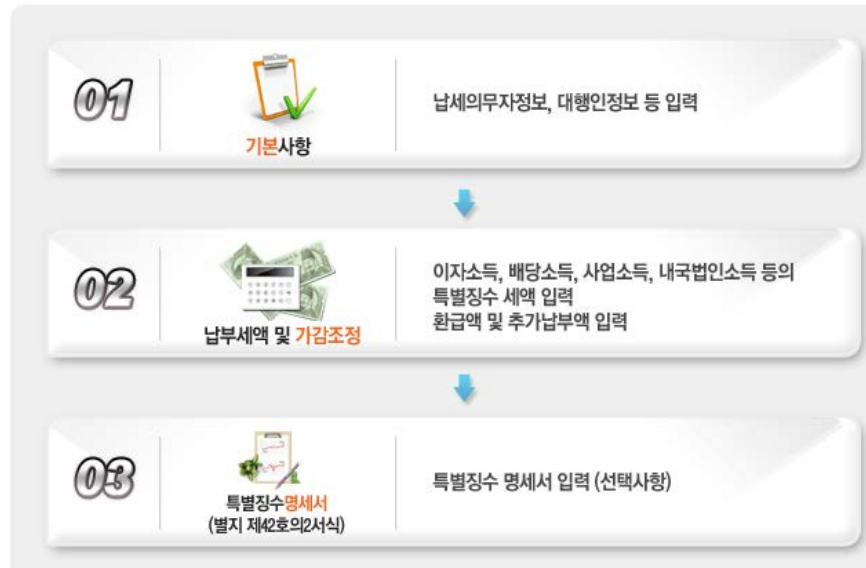 01
기본사항
납세의무자정보, 대행인정보 등 입력
02
납부세액 및 가감조정
이자소득, 배당소득, 사업소득, 내국법인소득 등의
특별징수 세액 입력
환급액 및 추가납부액 입력
03
특별징수명세서
(별지 제42호의2서식)
특별징수 명세서 입력 (선택사항)